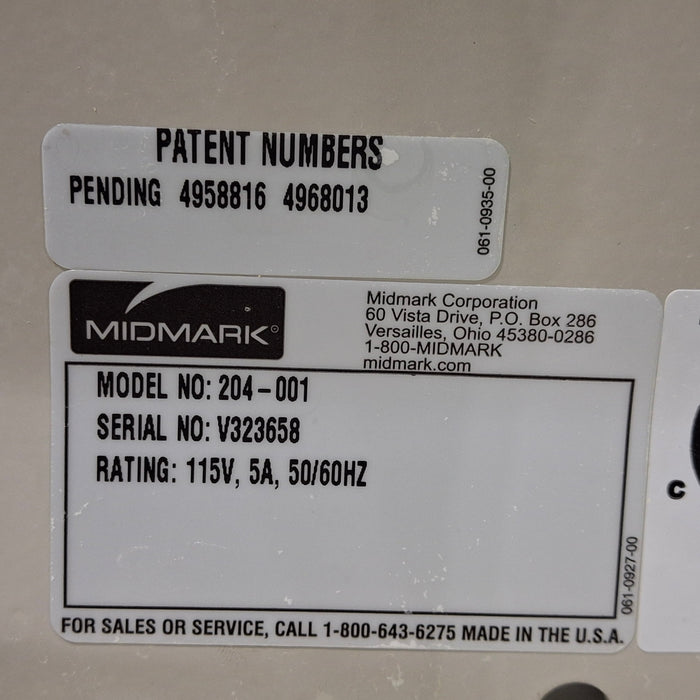 PATENT NUMBERS
PENDING 4958816 4968013
061-0935-00
MIDMARK®
Midmark Corporation
60 Vista Drive, P.O. Box 286
Versailles, Ohio 45380-0286
1-800-MIDMARK
midmark.com
MODEL NO: 204-001
SERIAL NO: V323658
RATING: 115V, 5A, 50/60HZ
061-0927-00
FOR SALES OR SERVICE, CALL 1-800-643-6275 MADE IN THE U.S.A.
C